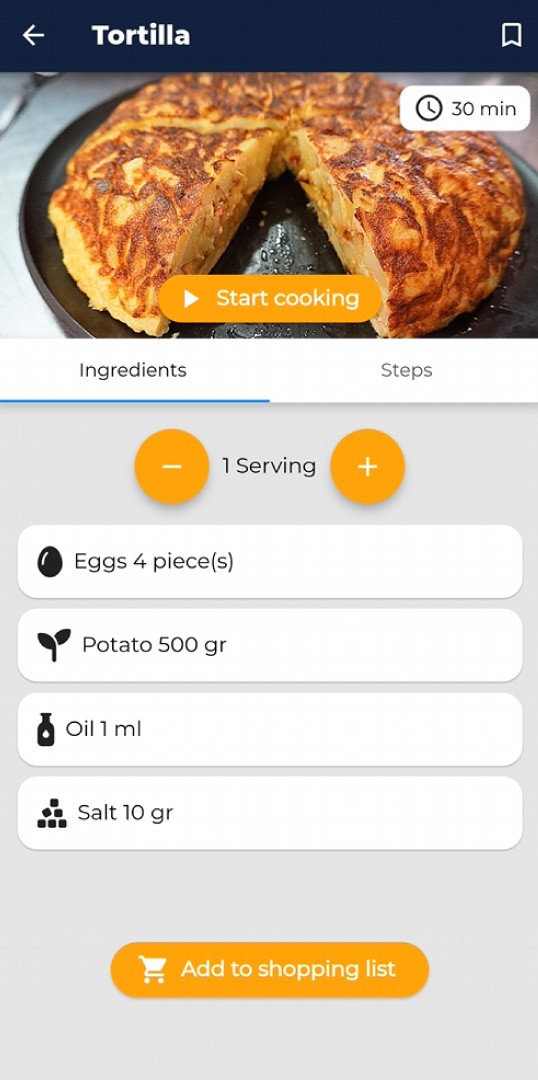 Tortilla
30 min
Start cooking
Ingredients
Steps
1 Serving
Eggs 4 piece(s)
Potato 500 gr
Oil 1 ml
Salt 10 gr
Add to shopping list